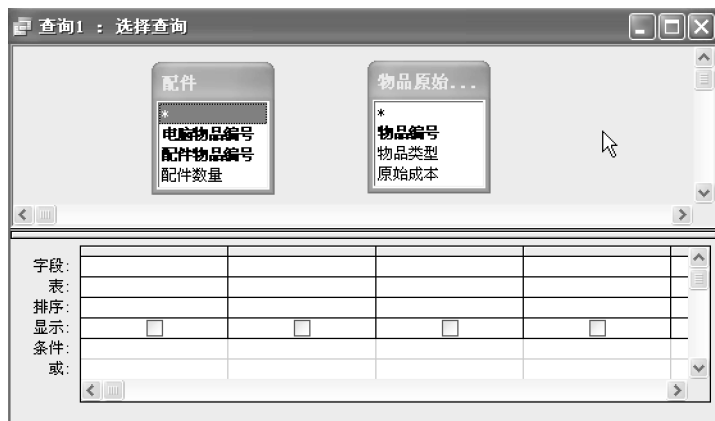 查询1 : 选择查询
配件
*
电脑物品编号
配件物品编号
配件数量
物品原始...
*
物品编号
物品类型
原始成本
字段:
表:
排序:
显示:
条件:
或: